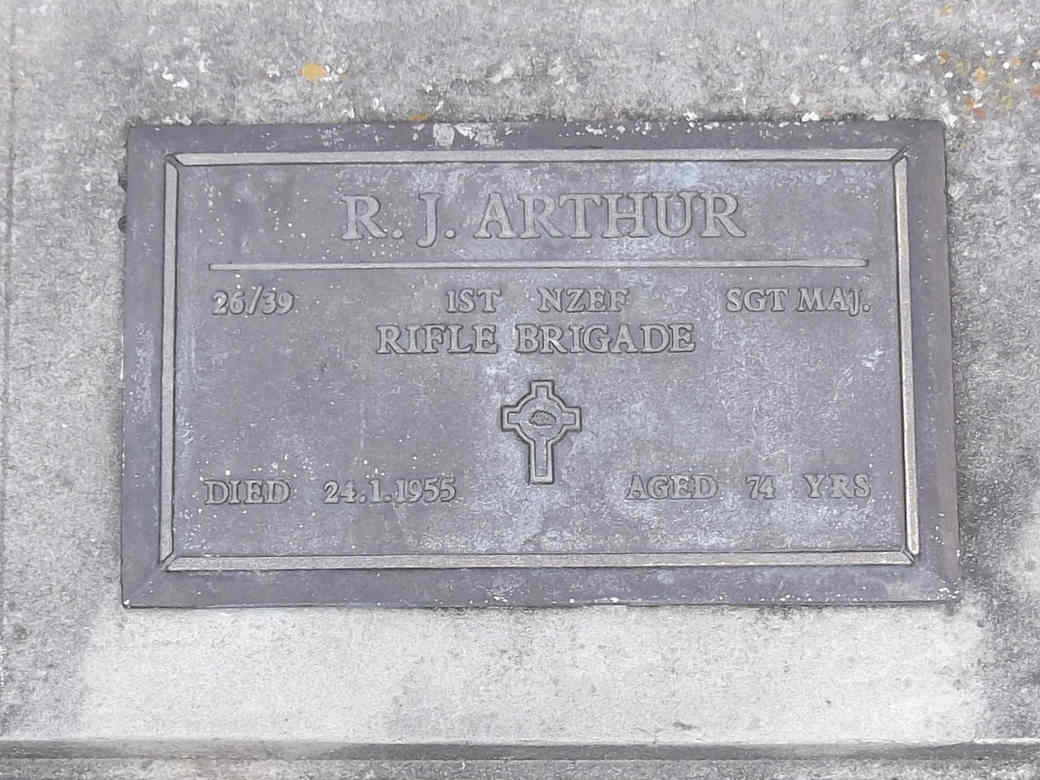 R. J. ARTHUR
26/39 1ST NZEF SGT MAJ.
RIFLE BRIGADE
DIED 24.1.1955 AGED 74 YRS